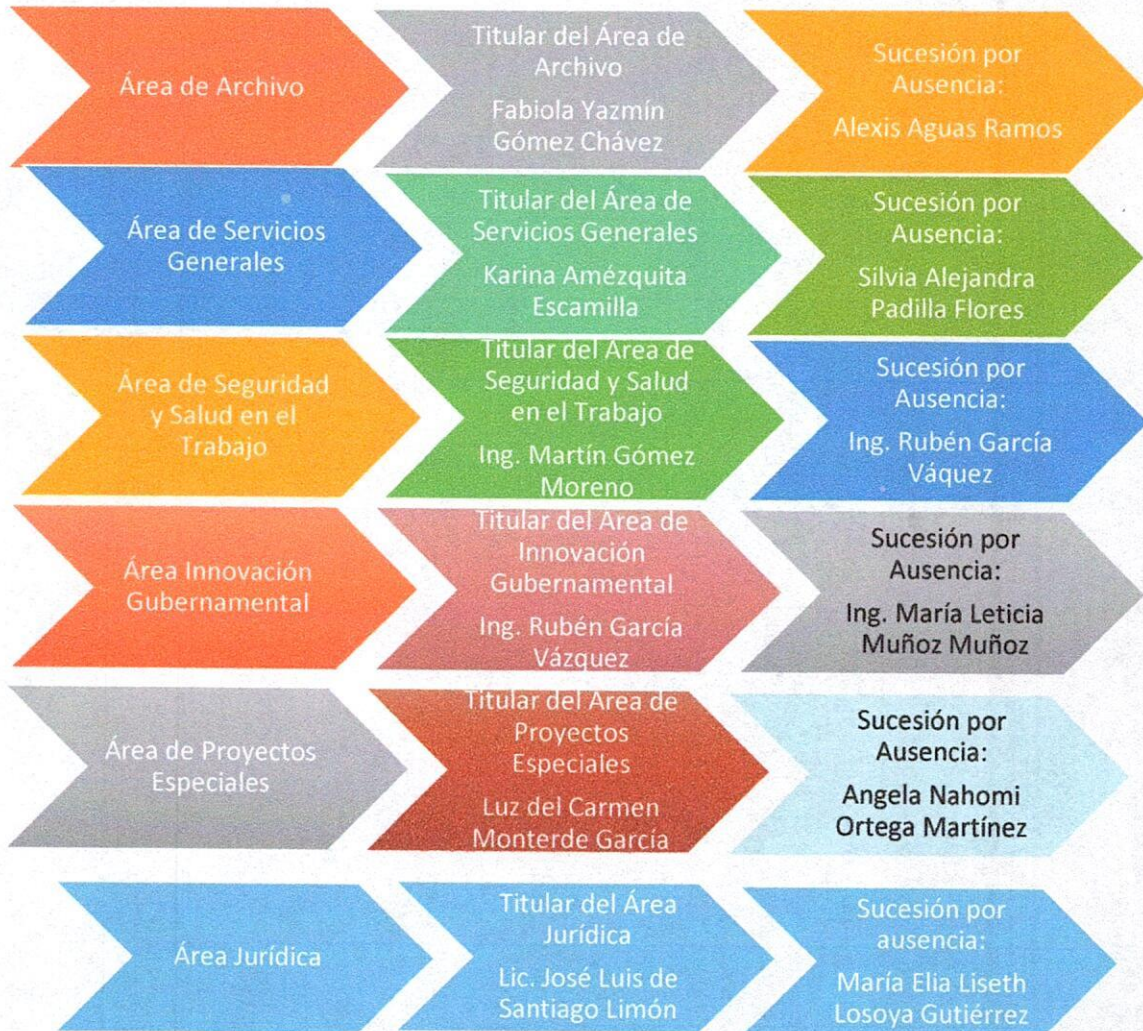 Área de Archivo
Titular del Área de
Archivo
Fabiola Yazmín
Gómez Chávez
Sucesión por
Ausencia:
Alexis Aguas Ramos
Área de Servicios
Generales
Titular del Área de
Servicios Generales
Karina Amézquita
Escamilla
Sucesión por
Ausencia:
Silvia Alejandra
Padilla Flores
Área de Seguridad
y Salud en el
Trabajo
Titular del Area de
Seguridad y Salud
en el Trabajo
Ing. Martín Gómez
Moreno
Sucesión por
Ausencia:
Ing. Rubén García
Váquez
Área Innovación
Gubernamental
Titular del Area de
Innovación
Gubernamental
Ing. Rubén García
Vázquez
Sucesión por
Ausencia:
Ing. María Leticia
Muñoz Muñoz
Área de Proyectos
Especiales
Titular del Area de
Proyectos
Especiales
Luz del Carmen
Monterde García
Sucesión por
Ausencia:
Angela Nahomi
Ortega Martínez
Área Jurídica
Titular del Área
Jurídica
Lic. José Luis de
Santiago Limón
Sucesión por
ausencia:
María Elia Liseth
Losoya Gutiérrez